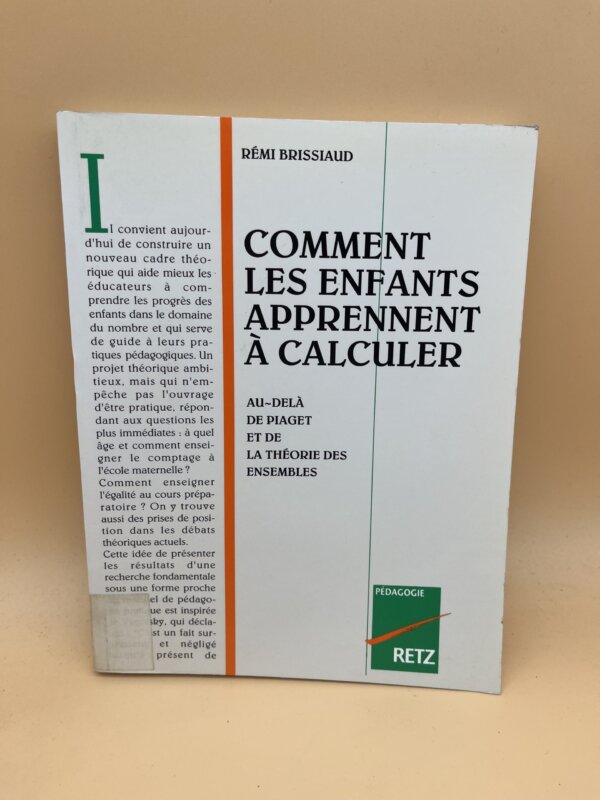 RÉMI BRISSIAUD
COMMENT
LES ENFANTS
APPRENNENT
À CALCULER
AU~DELÀ
DE PIAGET
ET DE
LA THÉORIE DES
ENSEMBLES
Il convient aujour-
d'hui de construire un
nouveau cadre théo-
rique qui aide mieux les
éducateurs à com-
prendre les progrès des
enfants dans le domaine
du nombre et qui serve
de guide à leurs pra-
tiques pédagogiques. Un
projet théorique ambi-
tieux, mais qui n'em-
pêche pas l'ouvrage
d'être pratique, répon-
dant aux questions les
plus immédiates : à quel
âge et comment ensei-
gner le comptage à
l'école maternelle ?
Comment enseigner
l'égalité au cours prépa-
ratoire ? On y trouve
aussi des prises de posi-
tion dans les débats
théoriques actuels.
Cette idée de présenter
les résultats d'une
recherche fondamentale
sous une forme proche
de pédago-
est inspirée
qui décla-
est un fait sur-
et négligé
présent de
PÉDAGOGIE
RETZ